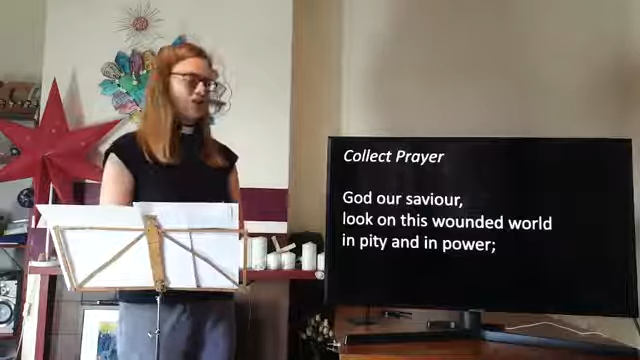 Collect Prayer
God our saviour,
look on this wounded world
in pity and in power;